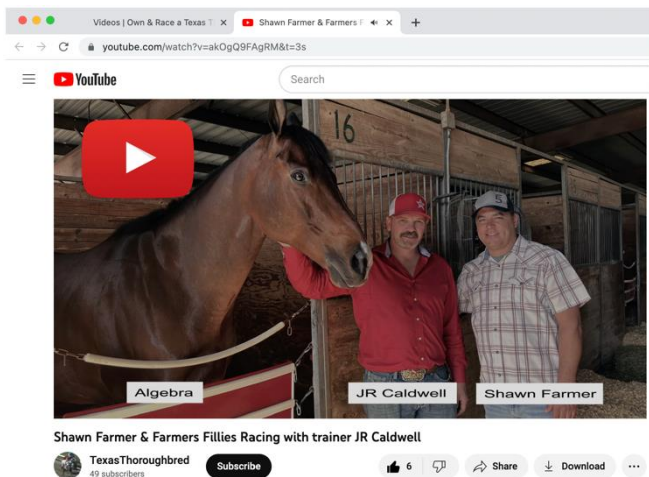 Videos | Own & Race a Texas T
Shawn Farmer & Farmers F
youtube.com/watch?v=akOgQ9FAgRM&t=3s
YouTube
Search
16
5
Algebra
JR Caldwell
Shawn Farmer
Shawn Farmer & Farmers Fillies Racing with trainer JR Caldwell
TexasThoroughbred
49 subscribers
Subscribe
6
Share
Download